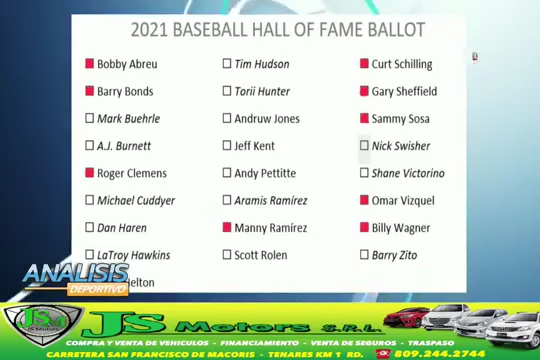 2021 BASEBALL HALL OF FAME BALLOT
Bobby Abreu
Barry Bonds
Mark Buehrle
A.J. Burnett
Roger Clemens
Michael Cuddyer
Dan Haren
LaTroy Hawkins
elton
Tim Hudson
Torii Hunter
Andruw Jones
Jeff Kent
Andy Pettitte
Aramis Ramírez
Manny Ramírez
Scott Rolen
Curt Schilling
Gary Sheffield
Sammy Sosa
Nick Swisher
Shane Victorino
Omar Vizquel
Billy Wagner
Barry Zito
ANALISIS
DEPORTIVO
JS Motors S.R.L.
COMPRA Y VENTA DE VEHICULOS - FINANCIAMIENTO - VENTA DE SEGUROS - TRASPASO
CARRETERA SAN FRANCISCO DE MACORIS - TENARES KM 1 RD. 809.244.2744